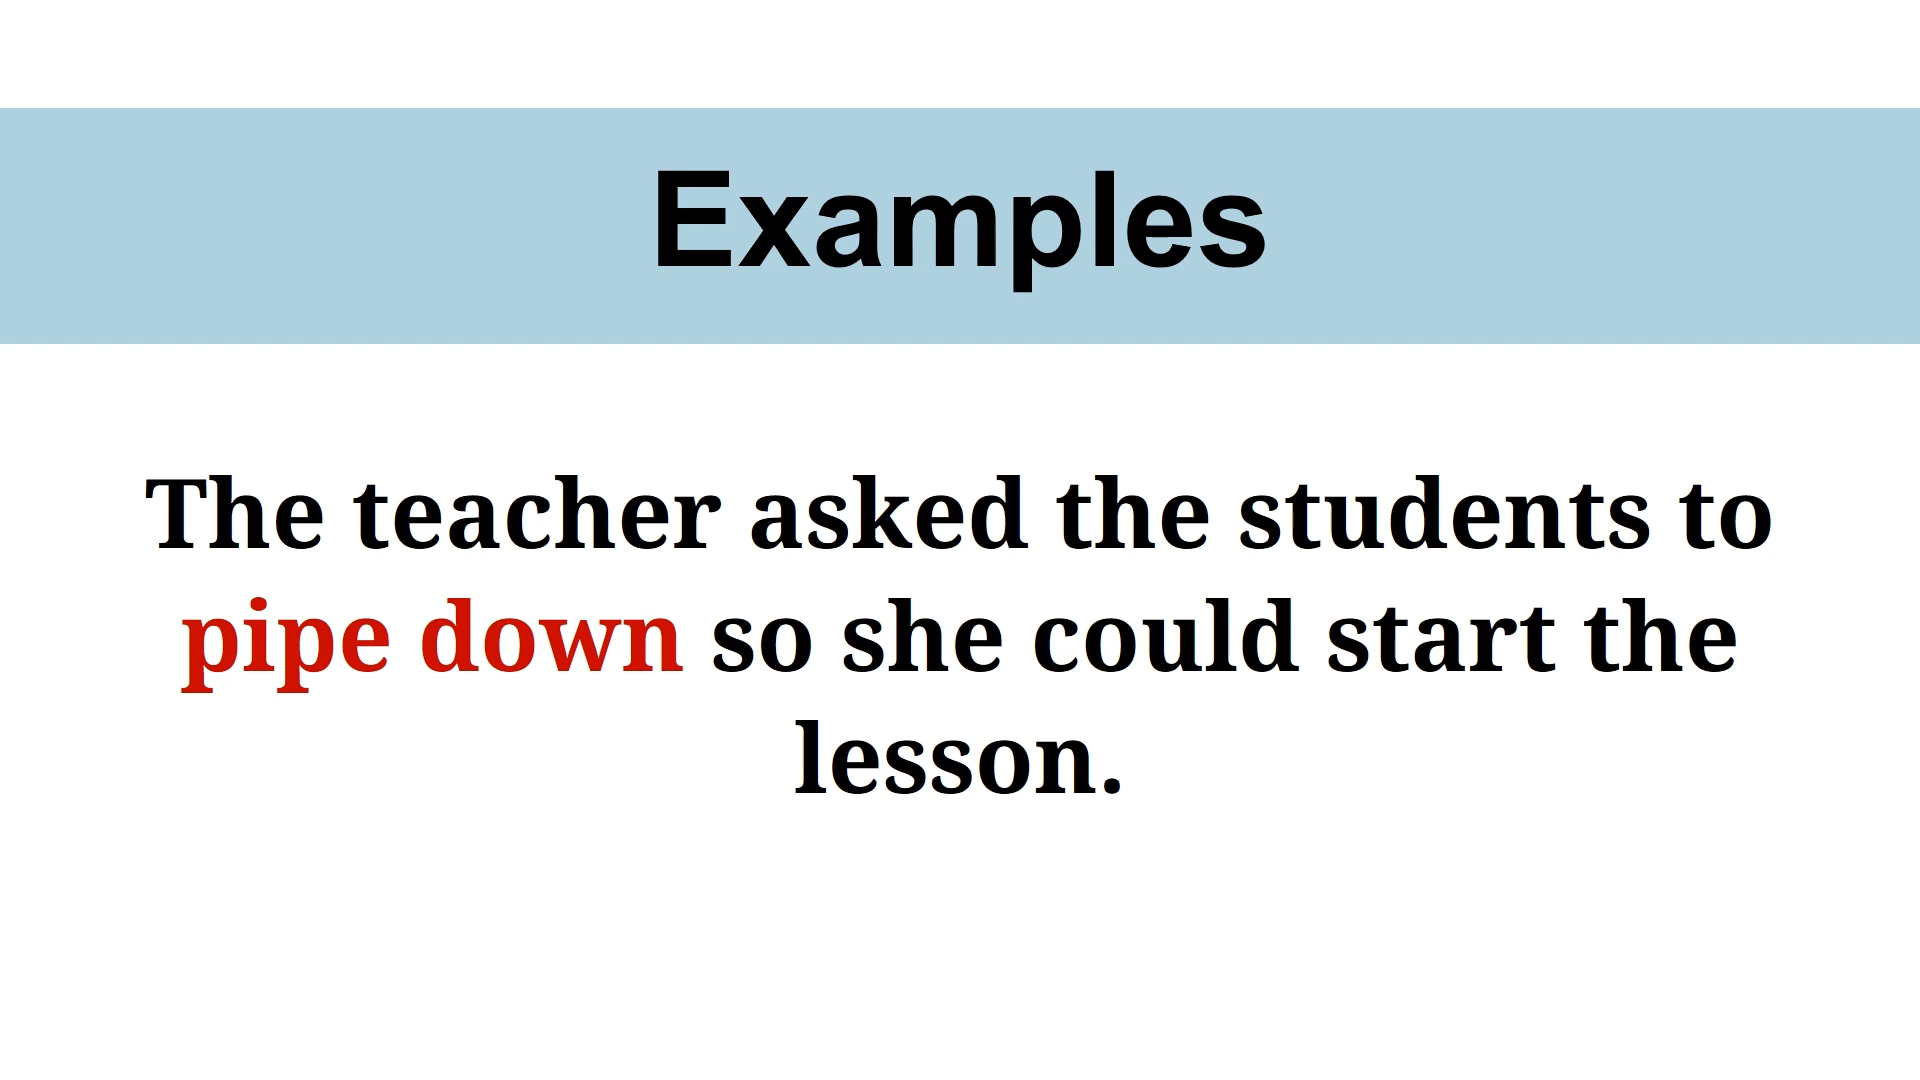 Examples
The teacher asked the students to
pipe down so she could start the
lesson.